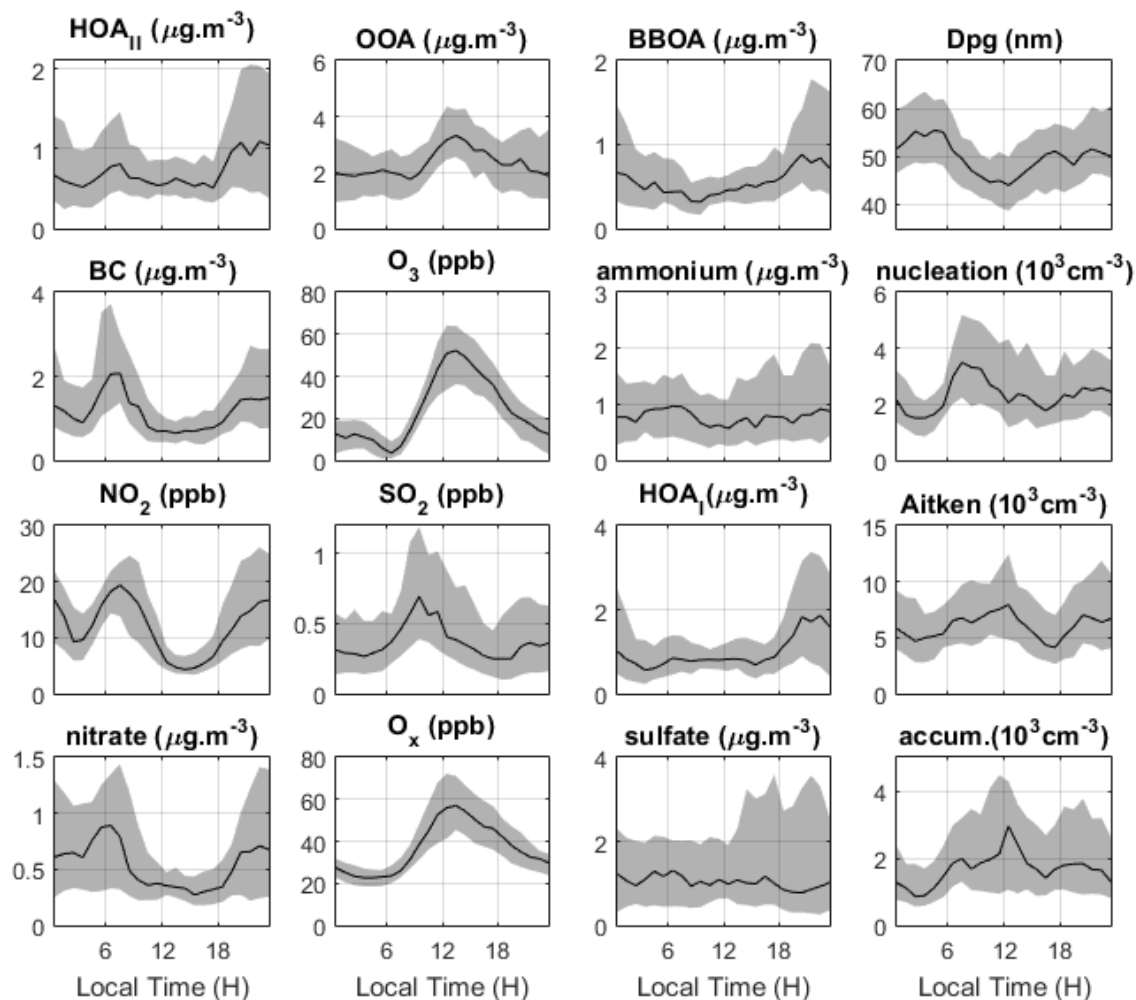 HOA_II (μg.m^-3)
OOA (μg.m^-3)
BBOA (μg.m^-3)
Dpg (nm)
2
1
0
6
4
2
0
2
1
0
70
60
50
40
BC (μg.m^-3)
O_3 (ppb)
ammonium (μg.m^-3)
nucleation (10^3cm^-3)
4
2
0
80
60
40
20
0
3
2
1
0
6
4
2
0
NO_2 (ppb)
SO_2 (ppb)
HOA_I(μg.m^-3)
Aitken (10^3cm^-3)
30
20
10
0
1
0.5
0
4
2
0
15
10
5
0
nitrate (μg.m^-3)
O_x (ppb)
sulfate (μg.m^-3)
accum.(10^3cm^-3)
1.5
1
0.5
0
80
60
40
20
0
4
2
0
4
2
0
6 12 18
6 12 18
6 12 18
6 12 18
Local Time (H)
Local Time (H)
Local Time (H)
Local Time (H)